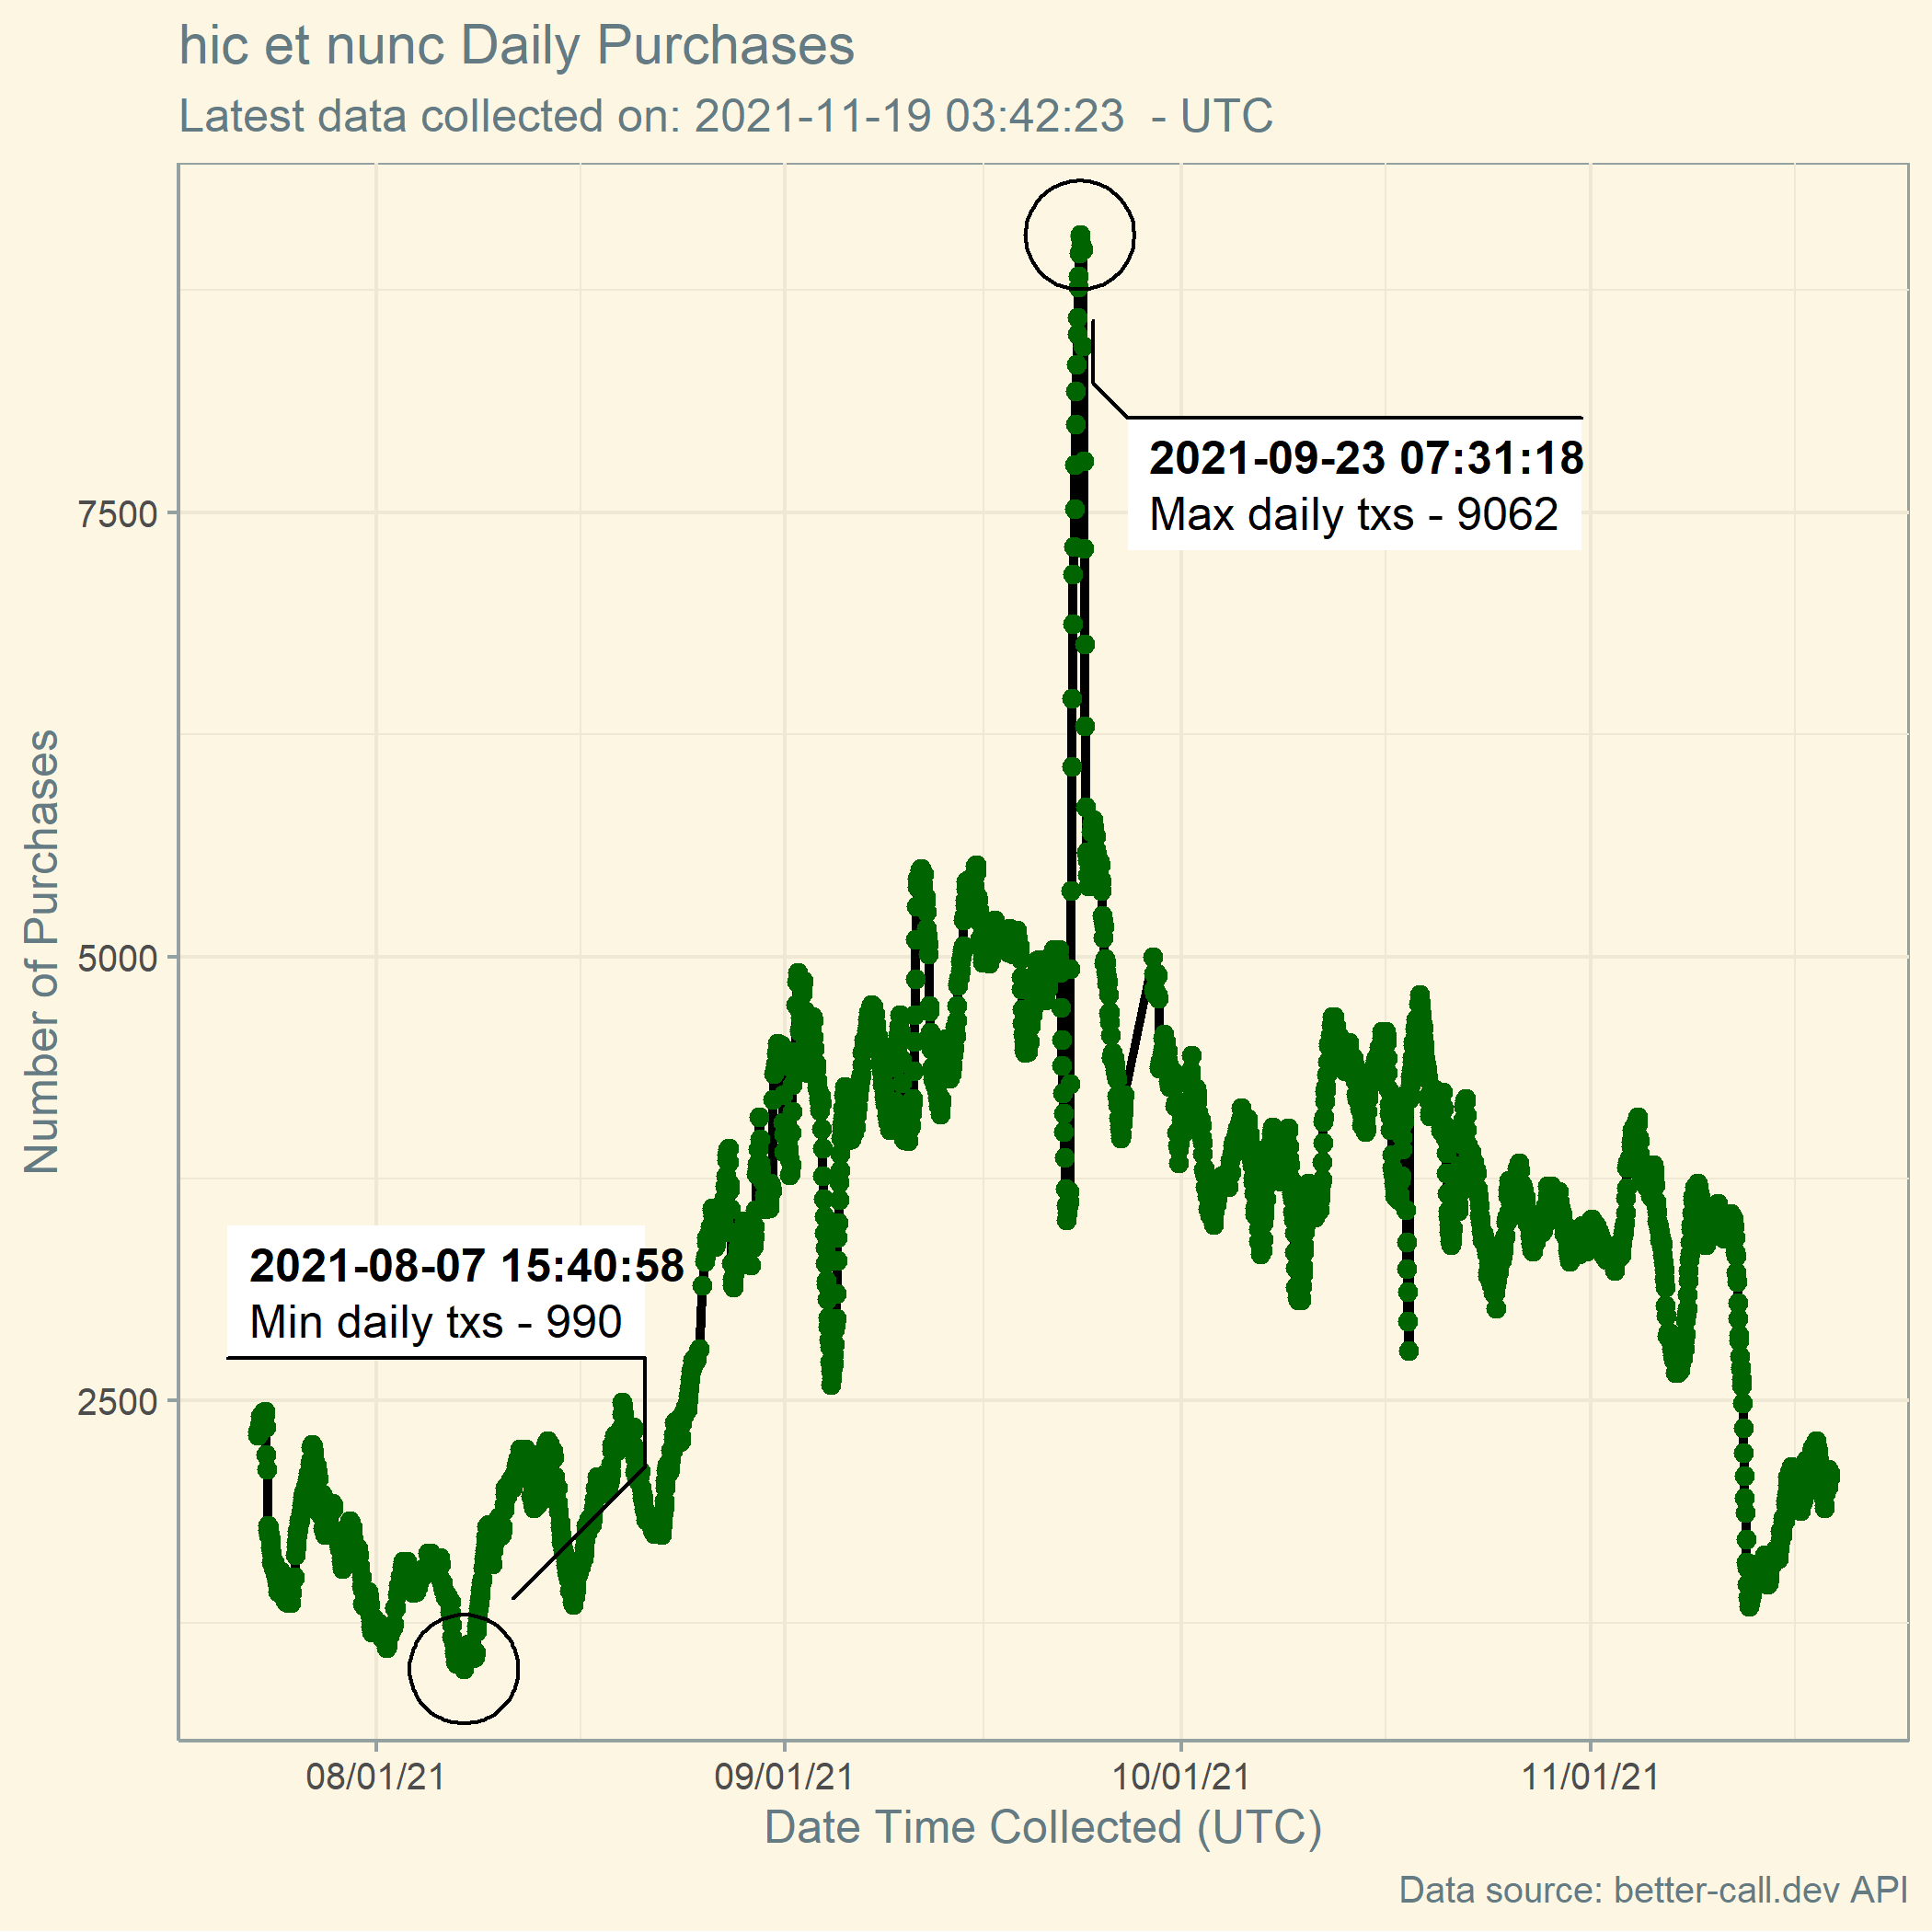 hic et nunc Daily Purchases
Latest data collected on: 2021-11-19 03:42:23  - UTC
2021-09-23 07:31:18
Max daily txs - 9062
7500
5000
2500
Number of Purchases
2021-08-07 15:40:58
Min daily txs - 990
08/01/21
09/01/21
10/01/21
11/01/21
Date Time Collected (UTC)
Data source: better-call.dev API